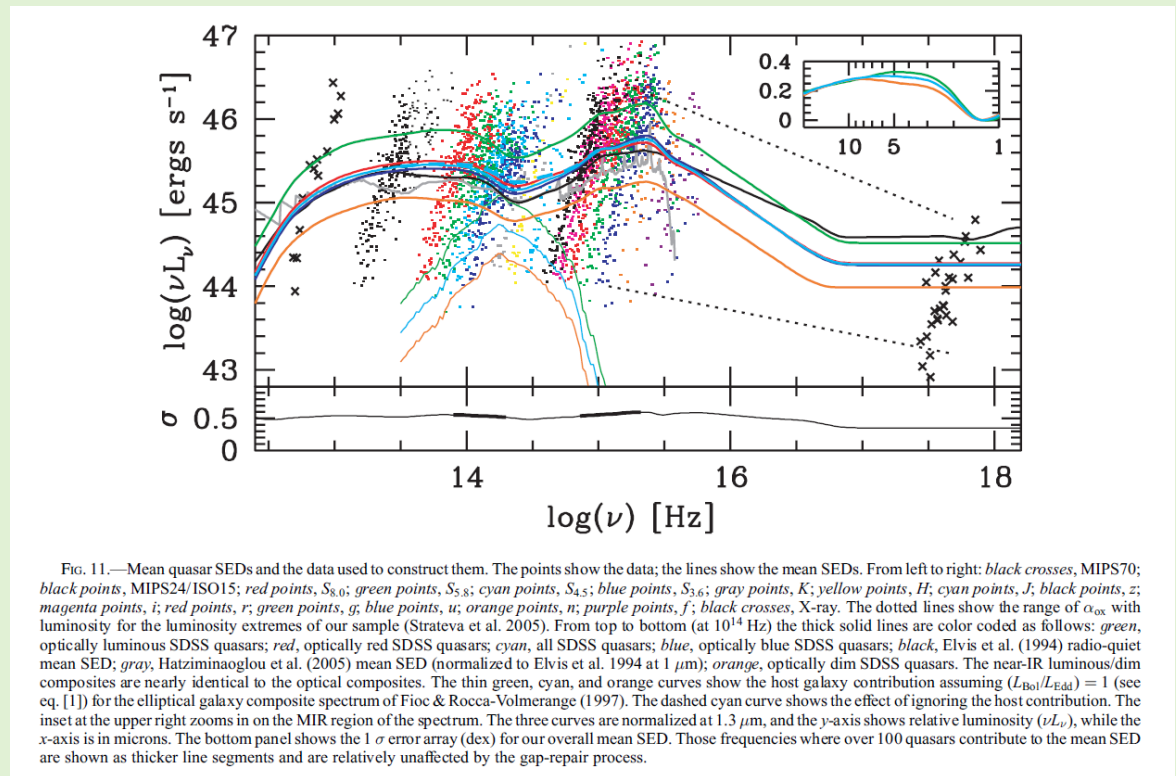 47
46
45
44
43
log(νLν) [ergs s⁻¹]
0.4
0.2
0
10 5 1
σ
0.5
0
14 16 18
log(ν) [Hz]
FIG. 11.—Mean quasar SEDs and the data used to construct them. The points show the data; the lines show the mean SEDs. From left to right: black crosses, MIPS70;
black points, MIPS24/ISO15; red points, S8.0; green points, S5.8; cyan points, S4.5; blue points, S3.6; gray points, K; yellow points, H; cyan points, J; black points, z;
magenta points, i; red points, r; green points, g; blue points, u; orange points, n; purple points, f; black crosses, X-ray. The dotted lines show the range of αox with
luminosity for the luminosity extremes of our sample (Strateva et al. 2005). From top to bottom (at 10¹⁴ Hz) the thick solid lines are color coded as follows: green,
optically luminous SDSS quasars; red, optically red SDSS quasars; cyan, all SDSS quasars; blue, optically blue SDSS quasars; black, Elvis et al. (1994) radio-quiet
mean SED; gray, Hatziminaoglou et al. (2005) mean SED (normalized to Elvis et al. 1994 at 1 μm); orange, optically dim SDSS quasars. The near-IR luminous/dim
composites are nearly identical to the optical composites. The thin green, cyan, and orange curves show the host galaxy contribution assuming (LBol/LEdd) = 1 (see
eq. [1]) for the elliptical galaxy composite spectrum of Fioc & Rocca-Volmerange (1997). The dashed cyan curve shows the effect of ignoring the host contribution. The
inset at the upper right zooms in on the MIR region of the spectrum. The three curves are normalized at 1.3 μm, and the y-axis shows relative luminosity (νLν), while the
x-axis is in microns. The bottom panel shows the 1 σ error array (dex) for our overall mean SED. Those frequencies where over 100 quasars contribute to the mean SED
are shown as thicker line segments and are relatively unaffected by the gap-repair process.